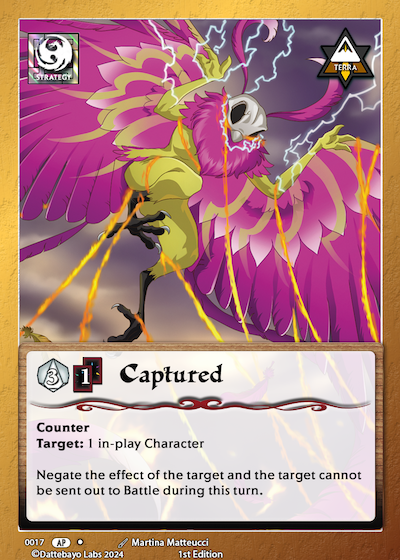 STRATEGY
TERRA
3 1 Captured
Counter
Target: 1 in-play Character
Negate the effect of the target and the target cannot
be sent out to Battle during this turn.
0017 AP Martina Matteucci
©Dattebayo Labs 2024 1st Edition